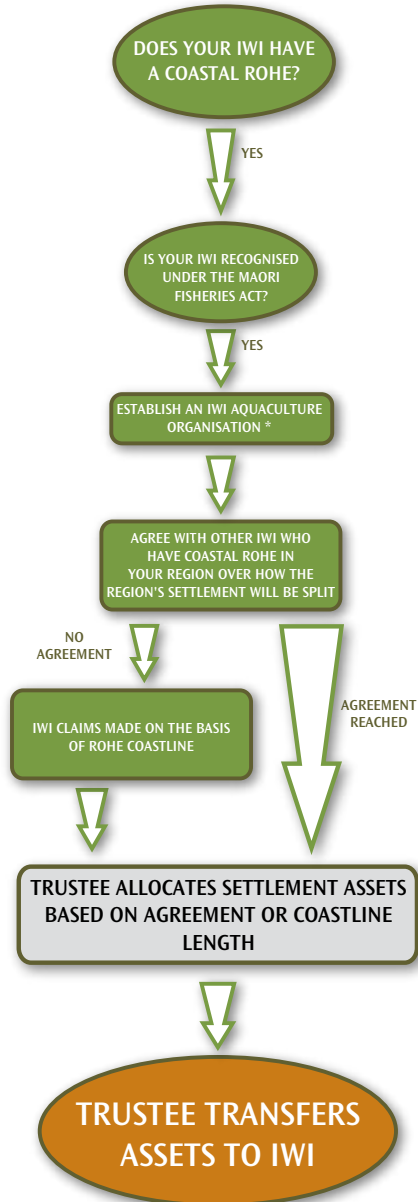 DOES YOUR IWI HAVE
A COASTAL ROHE?
YES
IS YOUR IWI RECOGNISED
UNDER THE MAORI
FISHERIES ACT?
YES
ESTABLISH AN IWI AQUACULTURE
ORGANISATION *
AGREE WITH OTHER IWI WHO
HAVE COASTAL ROHE IN
YOUR REGION OVER HOW THE
REGION'S SETTLEMENT WILL BE SPLIT
NO
AGREEMENT
AGREEMENT
REACHED
IWI CLAIMS MADE ON THE BASIS
OF ROHE COASTLINE
TRUSTEE ALLOCATES SETTLEMENT ASSETS
BASED ON AGREEMENT OR COASTLINE
LENGTH
TRUSTEE TRANSFERS
ASSETS TO IWI